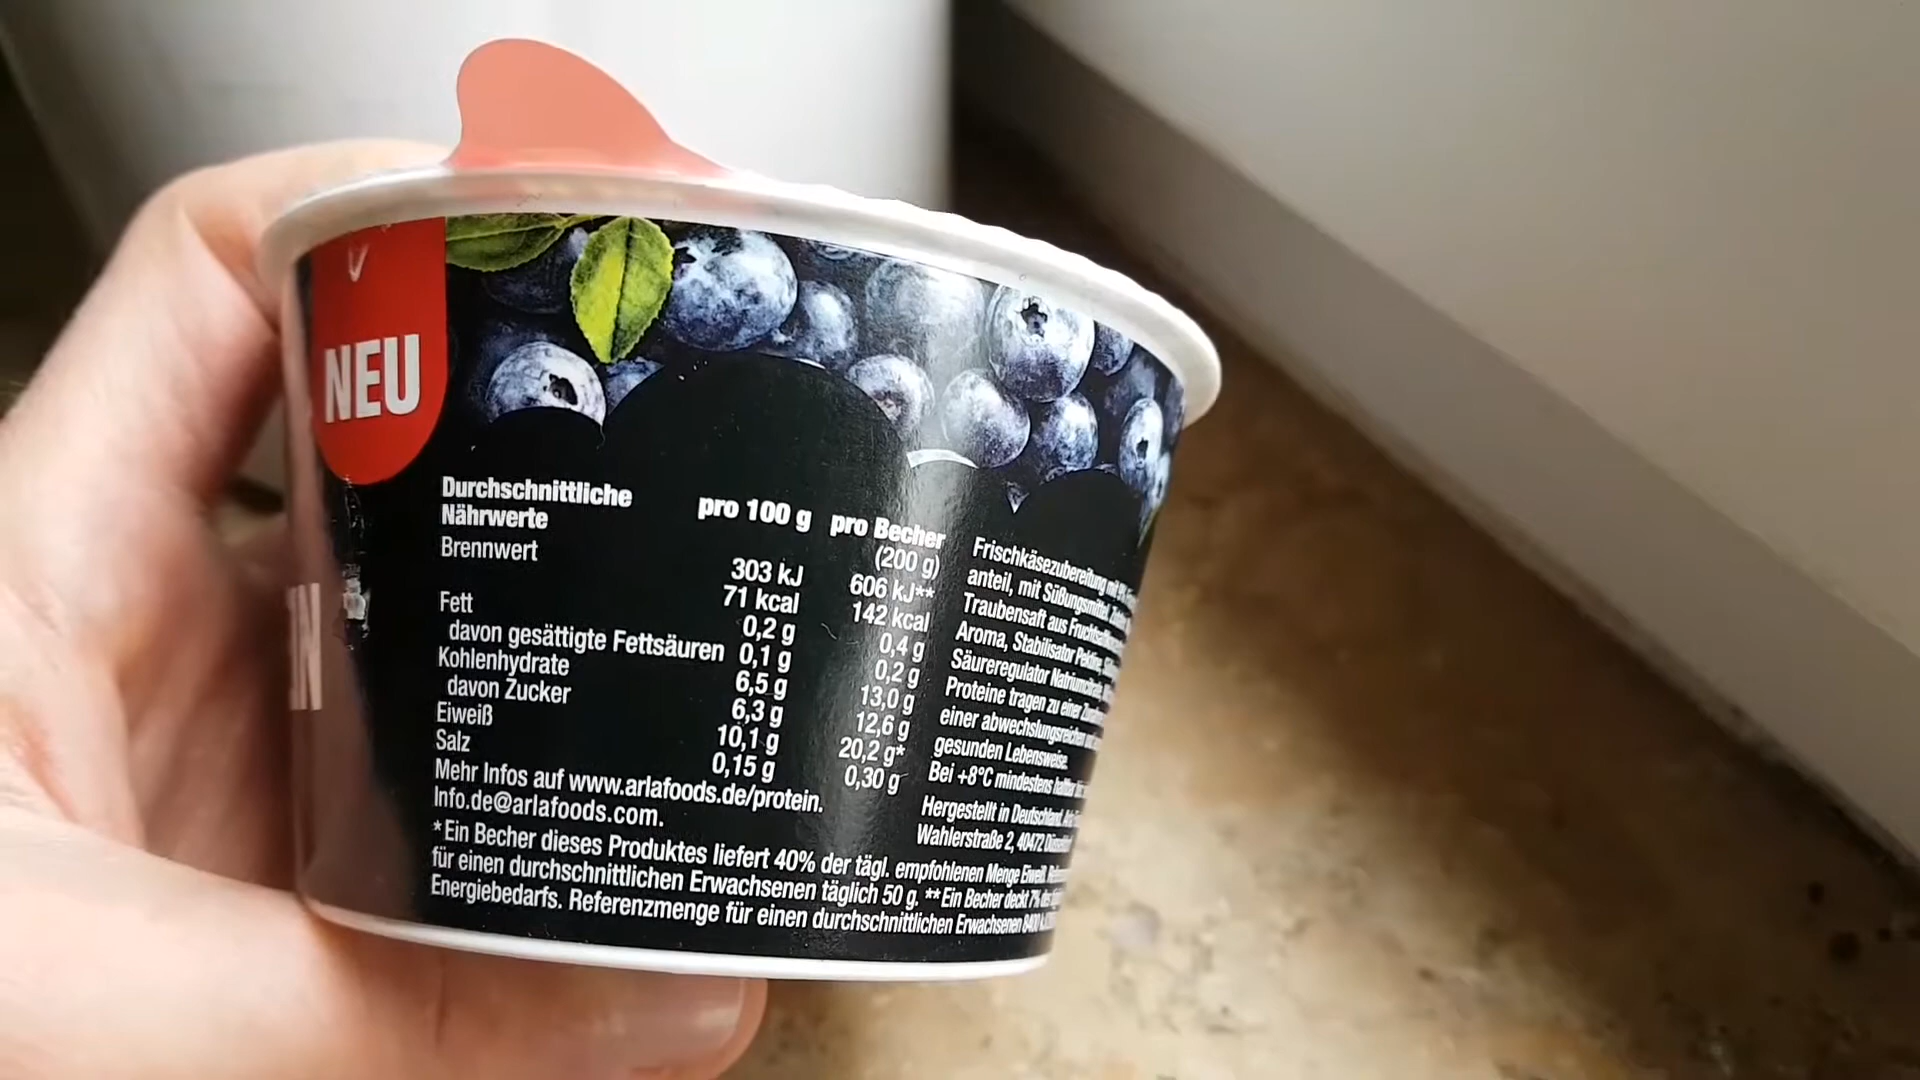 NEU
IN
Durchschnittliche
Nährwerte pro 100 g pro Becher
(200 g)
Brennwert 303 kJ 606 kJ**
71 kcal 142 kcal
Fett 0,2 g 0,4 g
davon gesättigte Fettsäuren 0,1 g 0,2 g
Kohlenhydrate 6,5 g 13,0 g
davon Zucker 6,3 g 12,6 g
Eiweiß 10,1 g 20,2 g*
Salz 0,15 g 0,30 g
Mehr Infos auf www.arlafoods.de/protein.
Info.de@arlafoods.com.
*Ein Becher dieses Produktes liefert 40% der tägl. empfohlenen Menge Eiweiß.
für einen durchschnittlichen Erwachsenen täglich 50 g. **Ein Becher deckt 7% des
Energiebedarfs. Referenzmenge für einen durchschnittlichen Erwachsenen 8400
Frischkäsezubereitung mit
anteil, mit Süßungsmittel.
Traubensaft aus
Aroma, Stabilisator Pektine,
Säureregulator Natriumcitrate,
Proteine tragen zu einer
einer abwechslungsreichen
gesunden Lebensweise.
Bei +8°C mindestens haltbar
Hergestellt in Deutschland.
Wahlerstraße 2, 40472